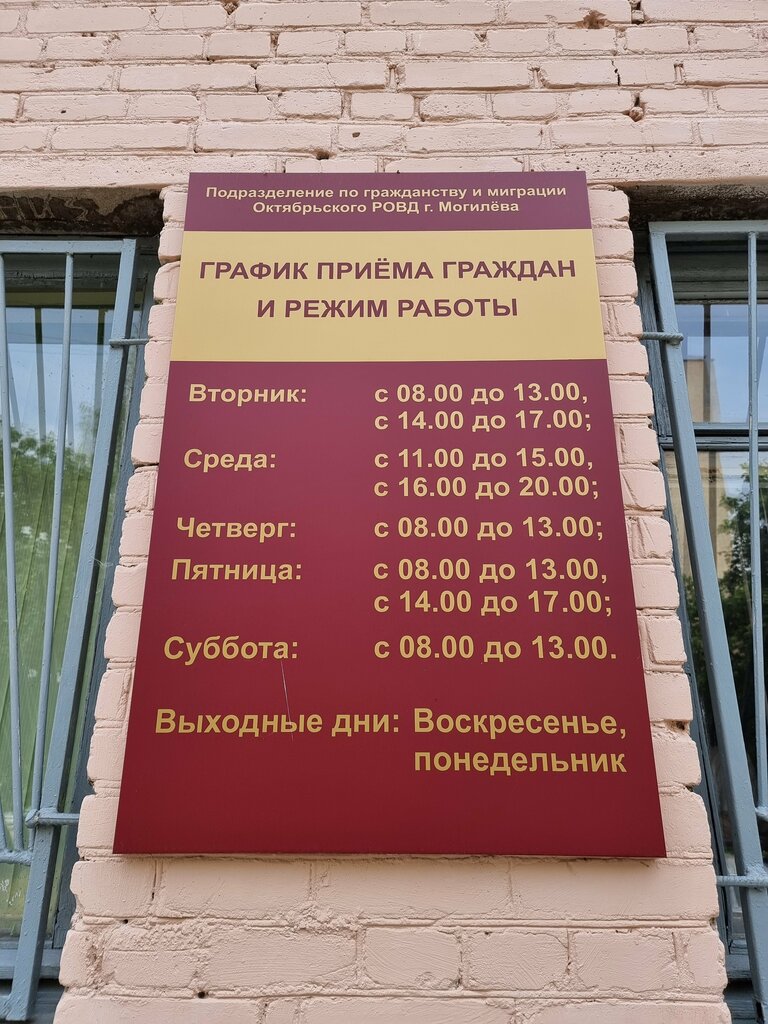 Подразделение по гражданству и миграции
Октябрьского РОВД г. Могилёва
ГРАФИК ПРИЁМА ГРАЖДАН
И РЕЖИМ РАБОТЫ
Вторник: с 08.00 до 13.00,
с 14.00 до 17.00;
Среда: с 11.00 до 15.00,
с 16.00 до 20.00;
Четверг: с 08.00 до 13.00;
Пятница: с 08.00 до 13.00,
с 14.00 до 17.00;
Суббота: с 08.00 до 13.00.
Выходные дни: Воскресенье,
понедельник